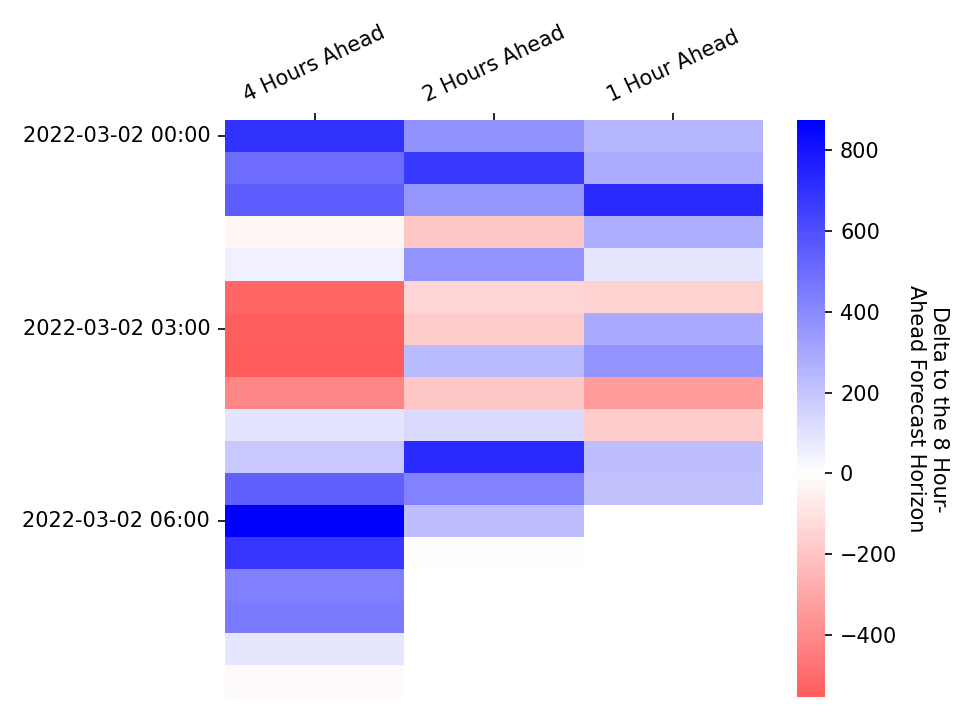 4 Hours Ahead
2 Hours Ahead
1 Hour Ahead
2022-03-02 00:00
2022-03-02 03:00
2022-03-02 06:00
800
600
400
200
0
−200
−400
Delta to the 8 Hour-
Ahead Forecast Horizon